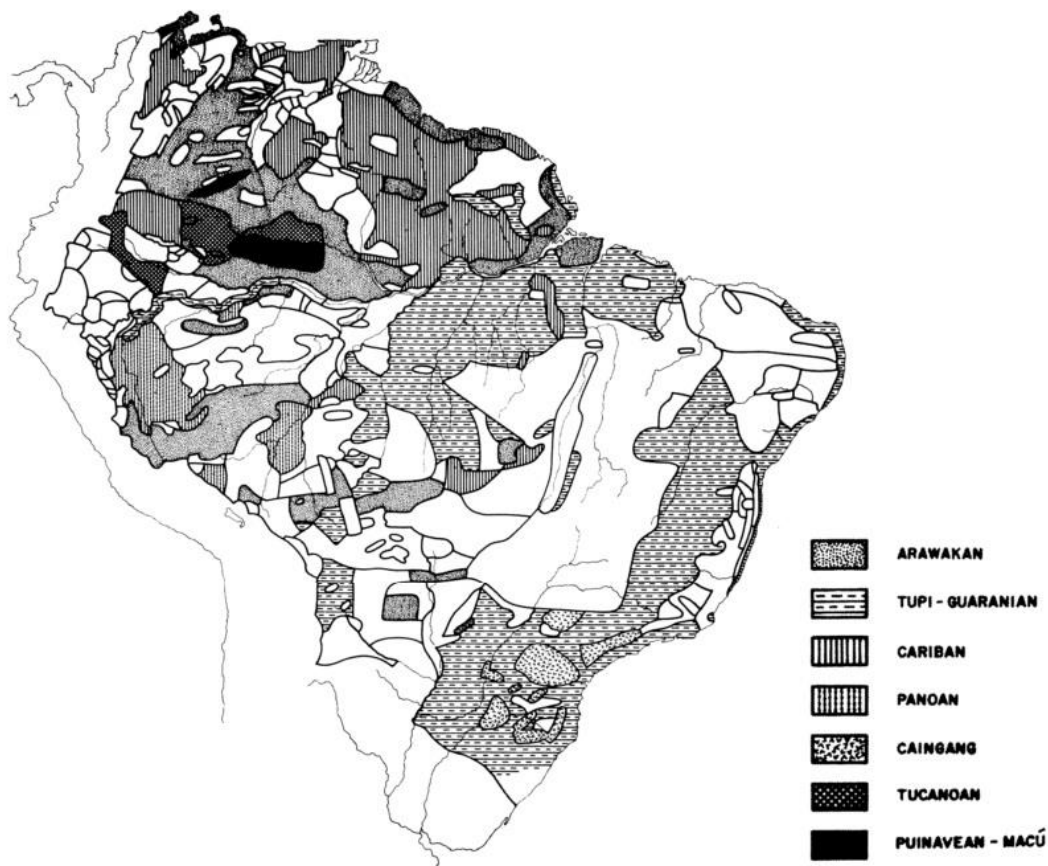 ARAWAKAN
TUPI - GUARANIAN
CARIBAN
PANOAN
CAINGANG
TUCANOAN
PUINAVEAN - MACÚ